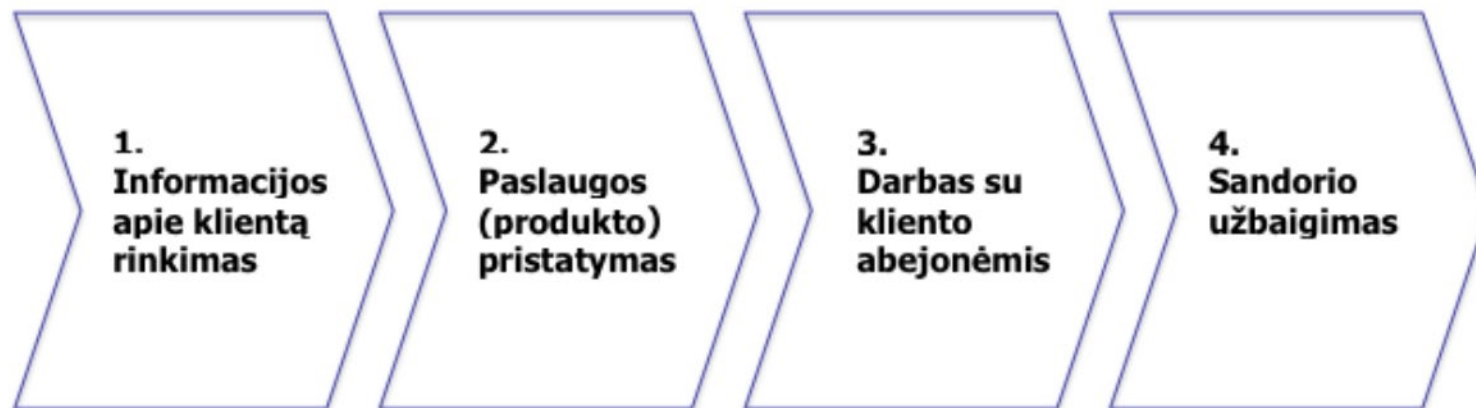 1.
Informacijos
apie klientą
rinkimas
2.
Paslaugos
(produkto)
pristatymas
3.
Darbas su
kliento
abejonėmis
4.
Sandorio
užbaigimas